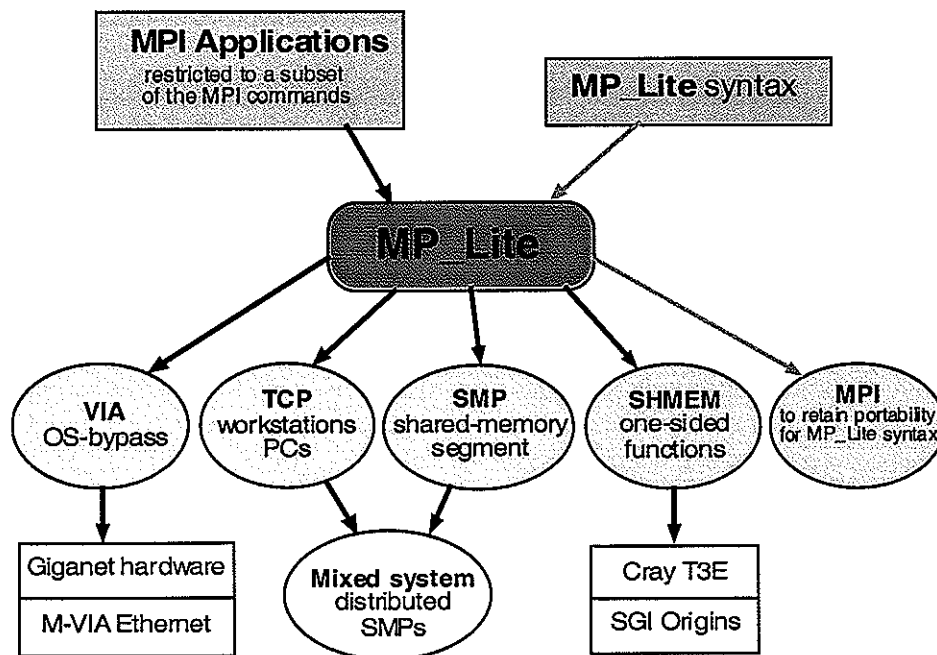 MPI Applications
restricted to a subset
of the MPI commands
MP_Lite syntax
MP_Lite
VIA
OS-bypass
TCP
workstations
PCs
SMP
shared-memory
segment
SHMEM
one-sided
functions
MPI
to retain portability
for MP_Lite syntax
Giganet hardware
M-VIA Ethernet
Mixed system
distributed
SMPs
Cray T3E
SGI Origins